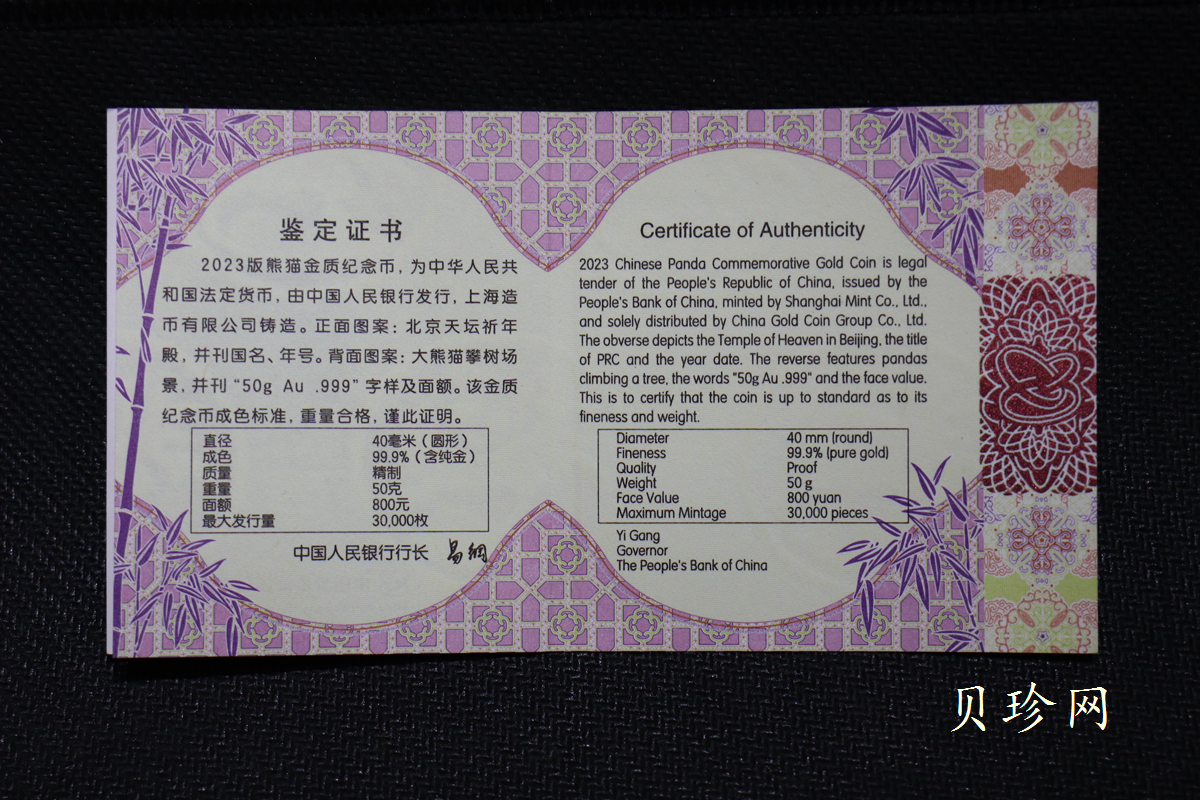 鉴定证书
2023版熊猫金质纪念币，为中华人民共
和国法定货币，由中国人民银行发行，上海造
币有限公司铸造。正面图案：北京天坛祈年
殿，并刊国名、年号。背面图案：大熊猫攀树场
景，并刊“50g Au .999”字样及面额。该金质
纪念币成色标准，重量合格，谨此证明。
直径 40毫米（圆形）
成色 99.9%（含纯金）
质量 精制
重量 50克
面额 800元
最大发行量 30,000枚
中国人民银行行长 易纲
Certificate of Authenticity
2023 Chinese Panda Commemorative Gold Coin is legal
tender of the People's Republic of China, issued by the
People's Bank of China, minted by Shanghai Mint Co., Ltd.,
and solely distributed by China Gold Coin Group Co., Ltd.
The obverse depicts the Temple of Heaven in Beijing, the title
of PRC and the year date. The reverse features pandas
climbing a tree, the words "50g Au .999" and the face value.
This is to certify that the coin is up to standard as to its
fineness and weight.
Diameter 40 mm (round)
Fineness 99.9% (pure gold)
Quality Proof
Weight 50 g
Face Value 800 yuan
Maximum Mintage 30,000 pieces
Yi Gang
Governor
The People's Bank of China
贝珍网